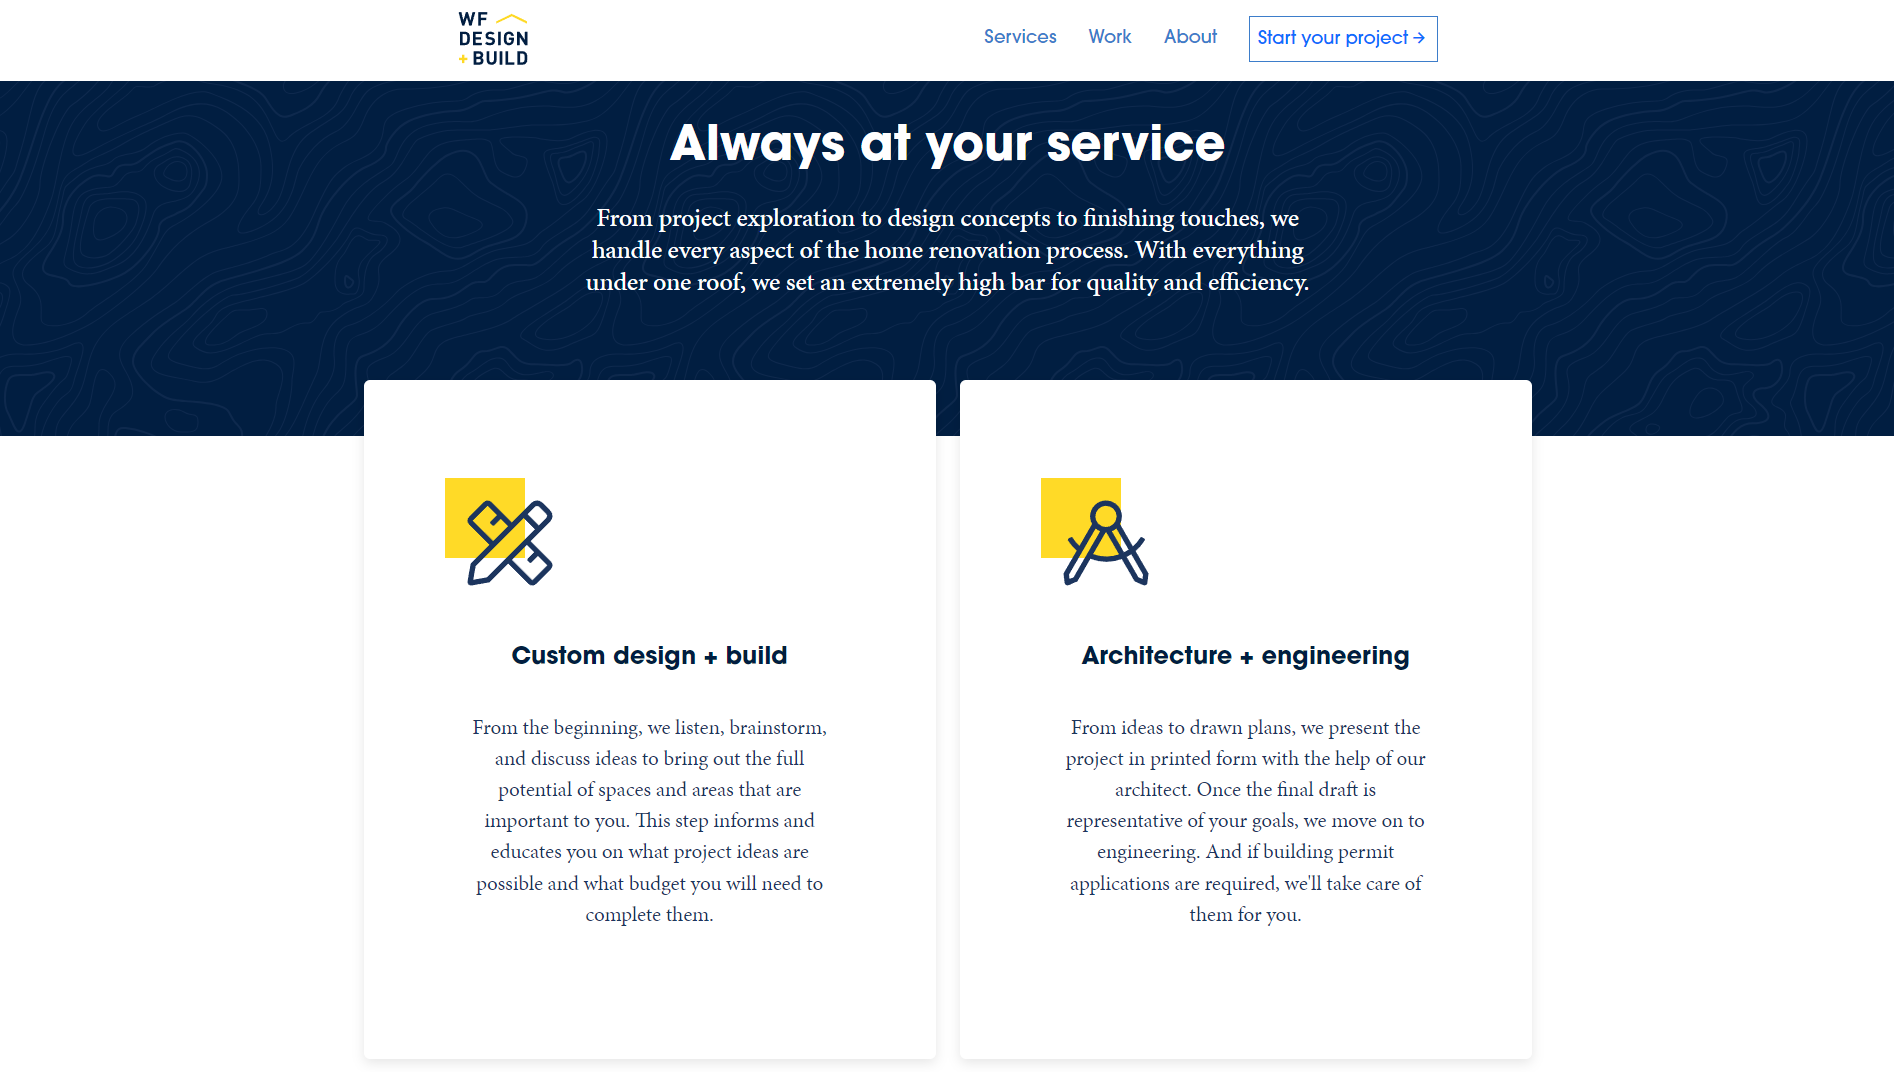 WF
DESIGN
+ BUILD
Services
Work
About
Start your project →
Always at your service
From project exploration to design concepts to finishing touches, we
handle every aspect of the home renovation process. With everything
under one roof, we set an extremely high bar for quality and efficiency.
Custom design + build
From the beginning, we listen, brainstorm,
and discuss ideas to bring out the full
potential of spaces and areas that are
important to you. This step informs and
educates you on what project ideas are
possible and what budget you will need to
complete them.
Architecture + engineering
From ideas to drawn plans, we present the
project in printed form with the help of our
architect. Once the final draft is
representative of your goals, we move on to
engineering. And if building permit
applications are required, we'll take care of
them for you.